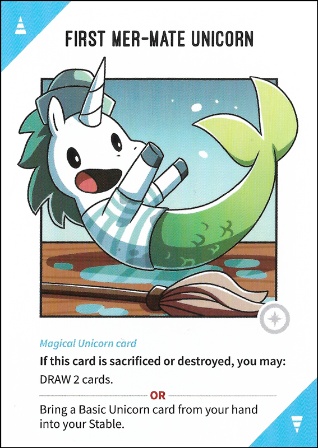 FIRST MER-MATE UNICORN
Magical Unicorn card
If this card is sacrificed or destroyed, you may:
DRAW 2 cards.
OR
Bring a Basic Unicorn card from your hand
into your Stable.